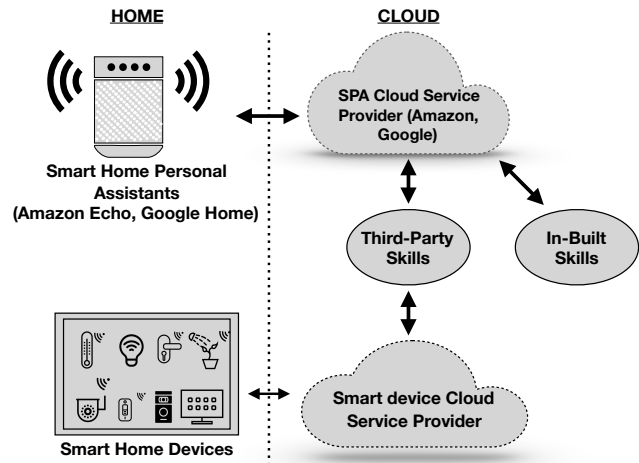 HOME
CLOUD
SPA Cloud Service
Provider (Amazon,
Google)
Smart Home Personal
Assistants
(Amazon Echo, Google Home)
Third-Party
Skills
In-Built
Skills
Smart device Cloud
Service Provider
Smart Home Devices